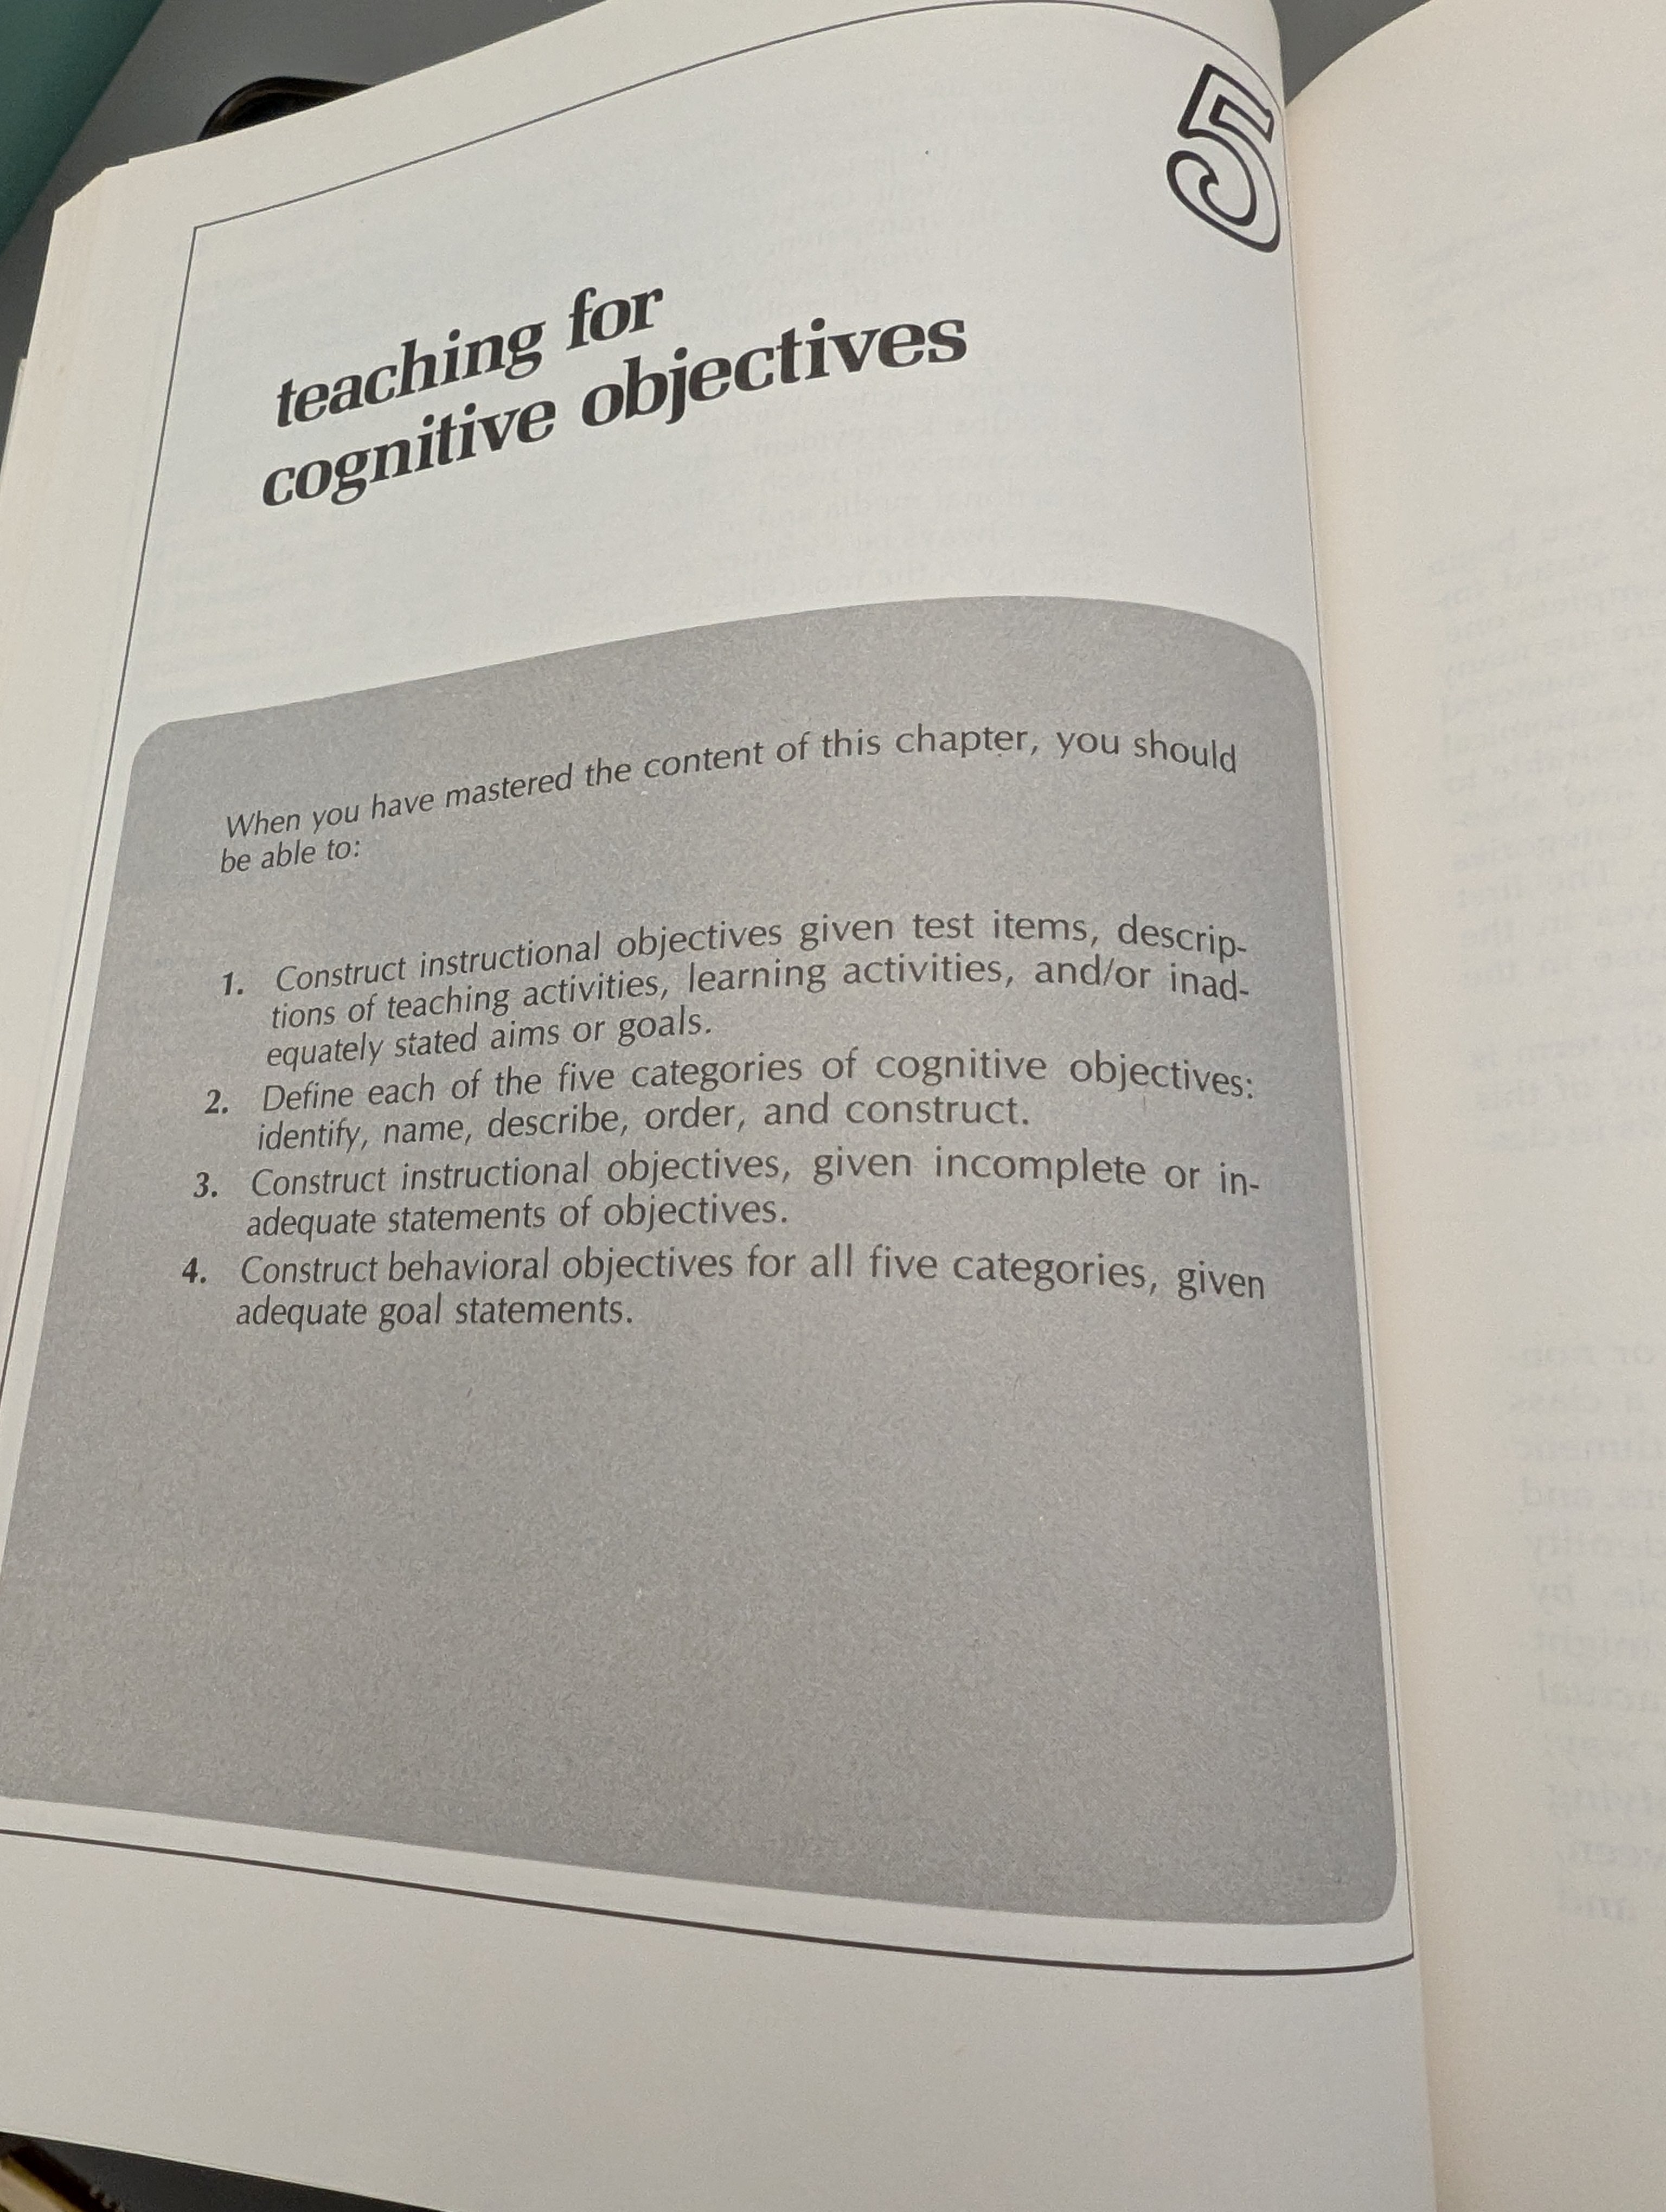 5
teaching for
cognitive objectives
When you have mastered the content of this chapter, you should
be able to:
1. Construct instructional objectives given test items, descrip-
tions of teaching activities, learning activities, and/or inad-
equately stated aims or goals.
2. Define each of the five categories of cognitive objectives:
identify, name, describe, order, and construct.
3. Construct instructional objectives, given incomplete or in-
adequate statements of objectives.
4. Construct behavioral objectives for all five categories, given
adequate goal statements.